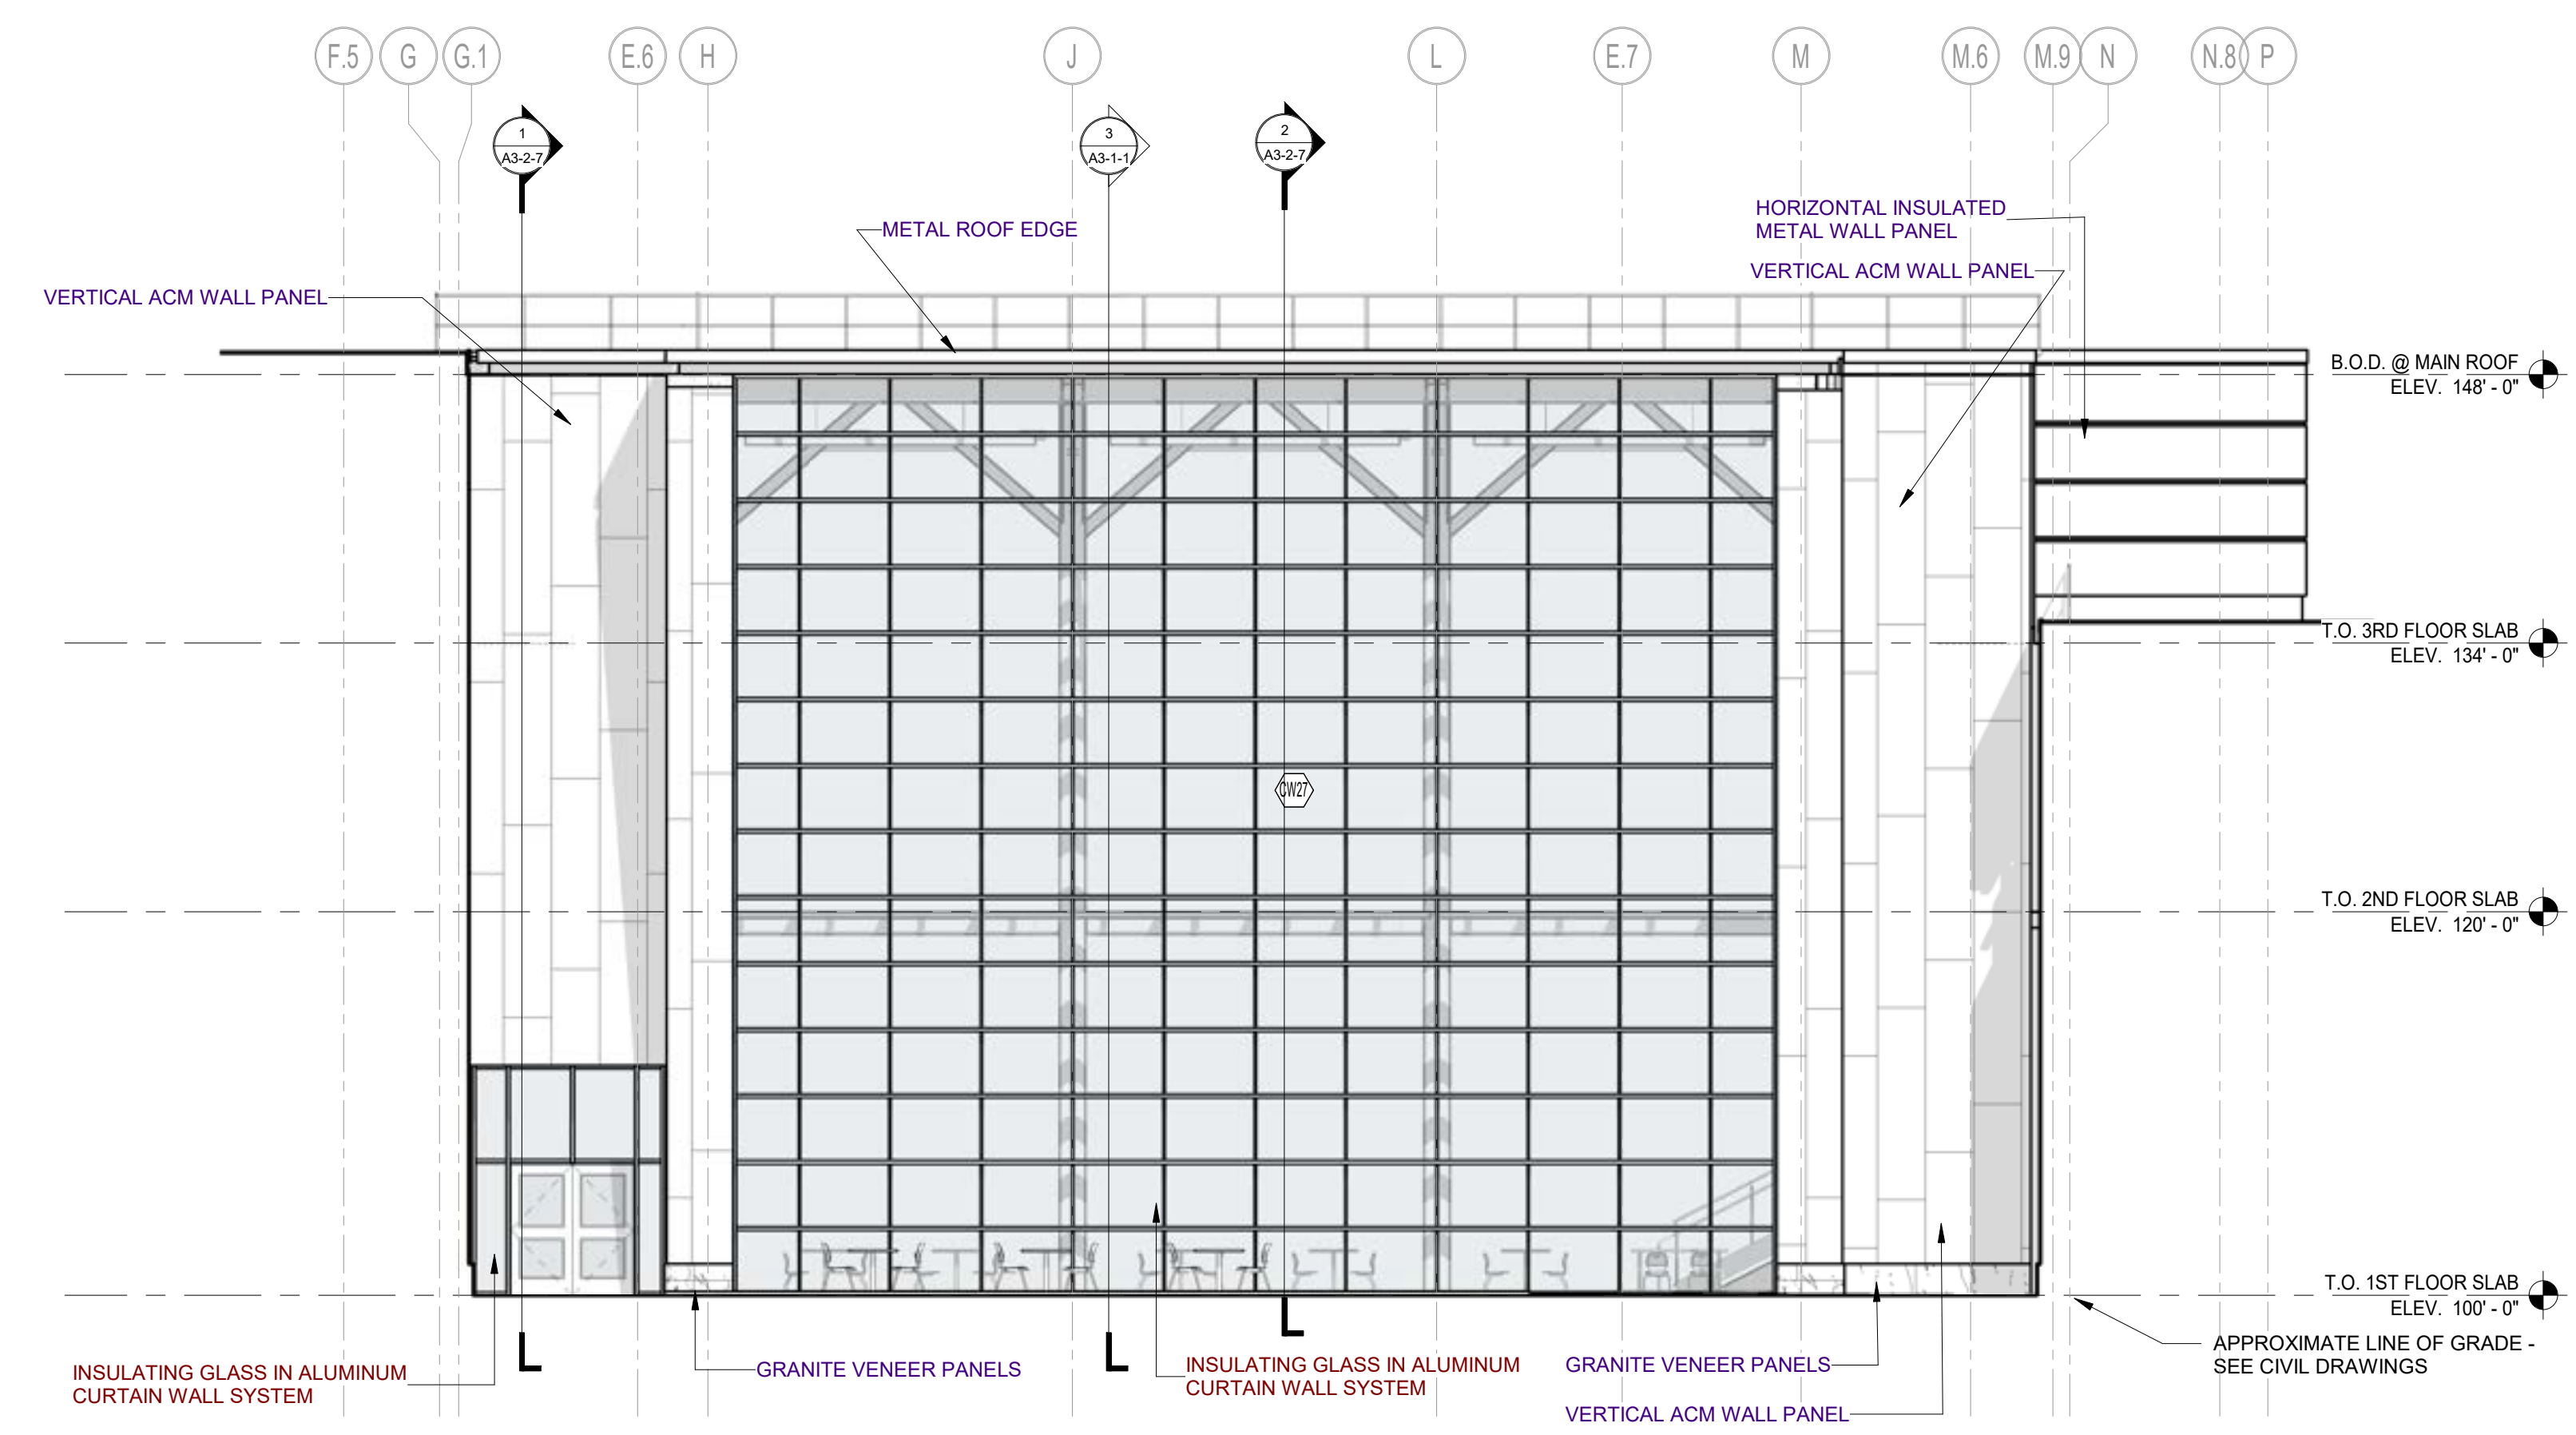 F.5
G
G.1
E.6
H
J
L
E.7
M
M.6
M.9
N
N.8
P
1
A3-2-7
3
A3-1-1
2
A3-2-7
HORIZONTAL INSULATED
METAL WALL PANEL
METAL ROOF EDGE
VERTICAL ACM WALL PANEL
VERTICAL ACM WALL PANEL
B.O.D. @ MAIN ROOF
ELEV. 148' - 0"
T.O. 3RD FLOOR SLAB
ELEV. 134' - 0"
CW27
T.O. 2ND FLOOR SLAB
ELEV. 120' - 0"
T.O. 1ST FLOOR SLAB
ELEV. 100' - 0"
APPROXIMATE LINE OF GRADE -
SEE CIVIL DRAWINGS
INSULATING GLASS IN ALUMINUM
CURTAIN WALL SYSTEM
GRANITE VENEER PANELS
INSULATING GLASS IN ALUMINUM
CURTAIN WALL SYSTEM
GRANITE VENEER PANELS
VERTICAL ACM WALL PANEL